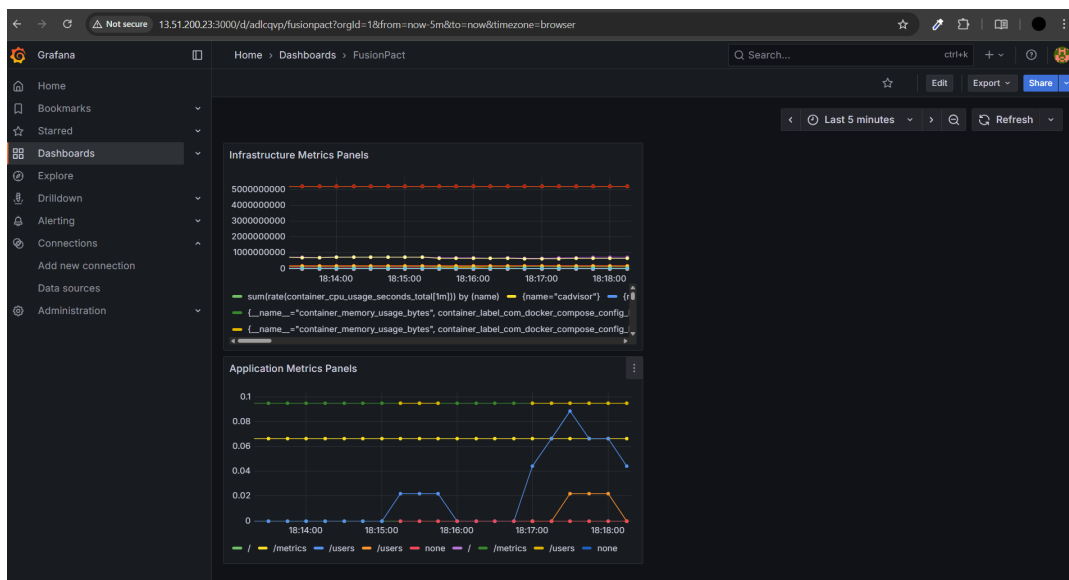 Not secure 13.51.200.23:3000/d/adlcqvp/fusionpact?orgId=1&from=now-5m&to=now&timezone=browser
Grafana
Home > Dashboards > FusionPact
Search...
ctrl+k
Home
Bookmarks
Starred
Dashboards
Explore
Drilldown
Alerting
Connections
Add new connection
Data sources
Administration
Edit
Export
Share
Last 5 minutes
Refresh
Infrastructure Metrics Panels
5000000000
4000000000
3000000000
2000000000
1000000000
0
18:14:00 18:15:00 18:16:00 18:17:00 18:18:00
sum(rate(container_cpu_usage_seconds_total[1m])) by (name) {name="cadvisor"}
{__name__="container_memory_usage_bytes", container_label_com_docker_compose_config_
{__name__="container_memory_usage_bytes", container_label_com_docker_compose_config_
Application Metrics Panels
0.1
0.08
0.06
0.04
0.02
0
18:14:00 18:15:00 18:16:00 18:17:00 18:18:00
/ /metrics /users /users none / /metrics /users none